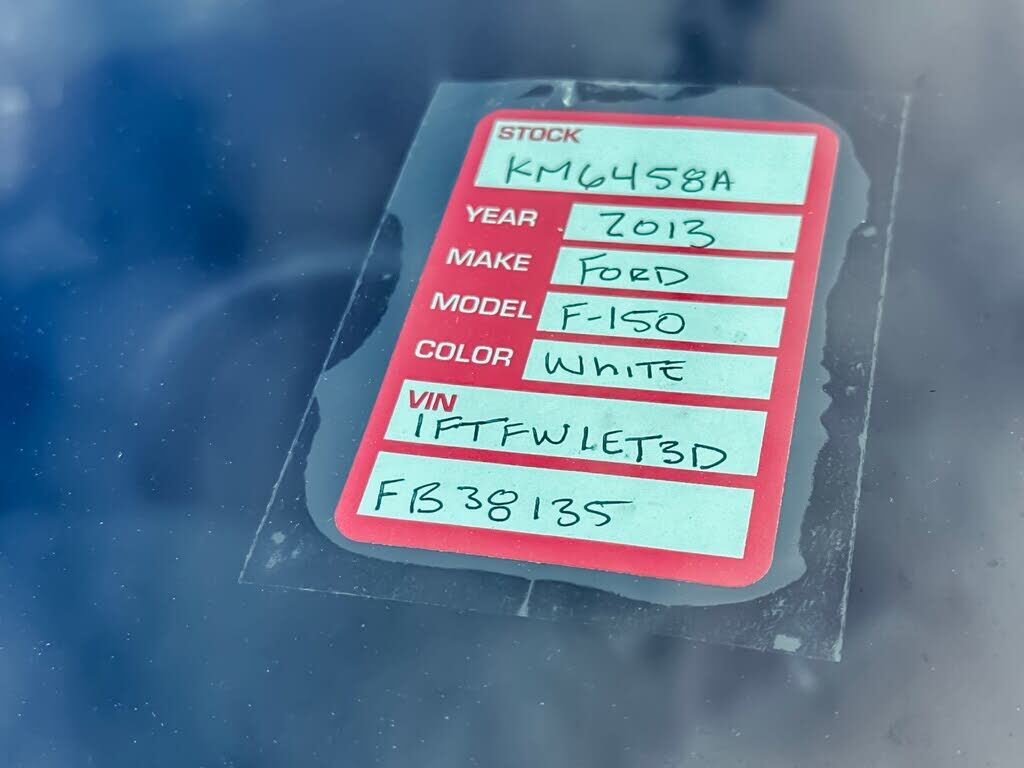 STOCK
KM6458A
YEAR 2013
MAKE FORD
MODEL F-150
COLOR WHITE
VIN
1FTFW1ET3D
FB38135